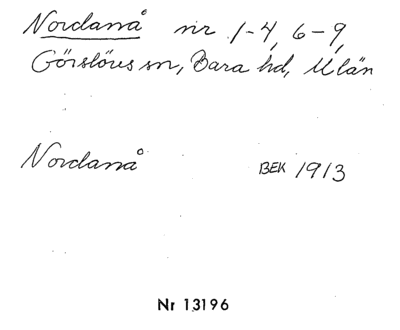 Nordanå nr 1-4, 6-9,
Görslövs sn, Bara hd, M län
Nordanå BEK 1913
Nr 13196